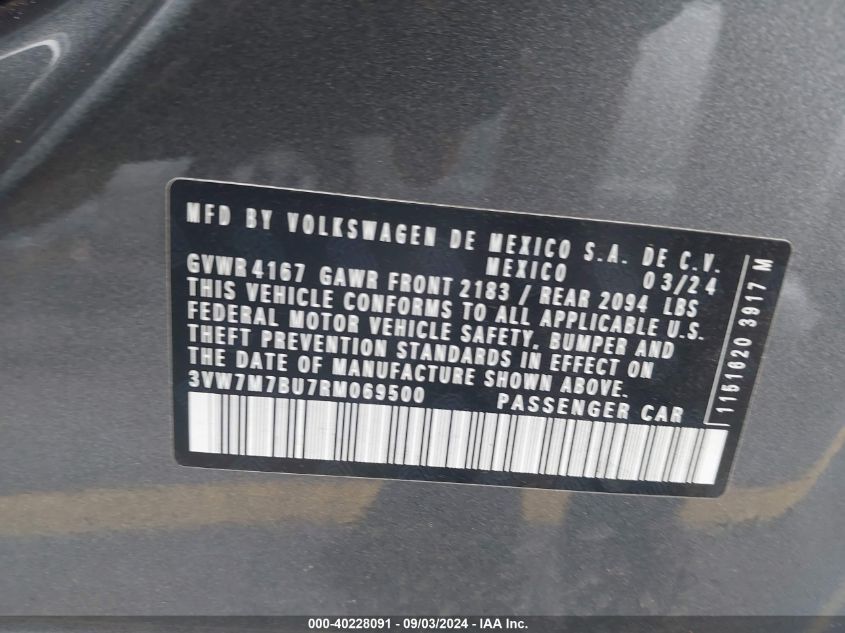 MFD BY VOLKSWAGEN DE MEXICO S.A. DE C.V.
MEXICO 03/24
GVWR 4167 GAWR FRONT 2183 / REAR 2094 LBS
THIS VEHICLE CONFORMS TO ALL APPLICABLE U.S.
FEDERAL MOTOR VEHICLE SAFETY, BUMPER AND
THEFT PREVENTION STANDARDS IN EFFECT ON
THE DATE OF MANUFACTURE SHOWN ABOVE.
3VW7M7BU7RM069500 PASSENGER CAR
1151620 3917 M
000-40228091 - 09/03/2024 - IAA Inc.